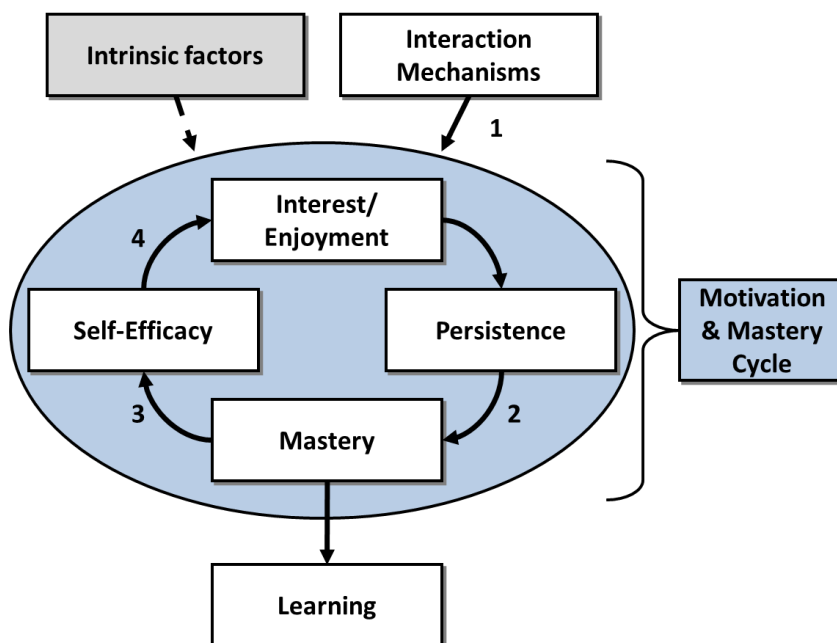 Intrinsic factors
Interaction
Mechanisms
1
Interest/
Enjoyment
4
Self-Efficacy
Persistence
Motivation
& Mastery
Cycle
3
2
Mastery
Learning